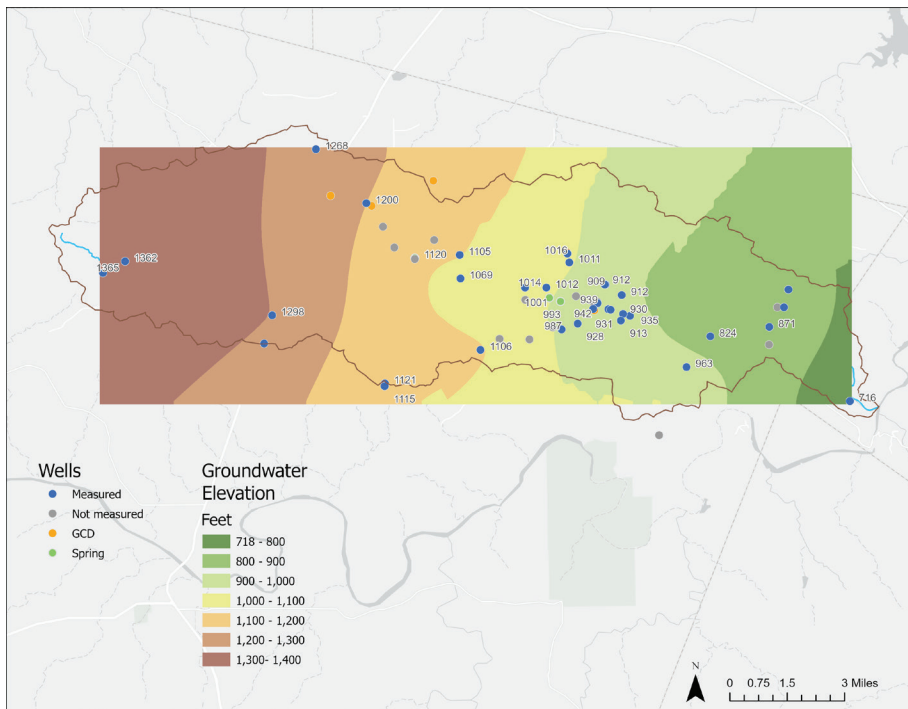 1268
1200
1120
1105
1016
1011
1362
1365
1069
1014
1012
909
912
912
1001
939
993
942
930
987
931
935
928
913
1298
871
824
1106
963
1121
1115
716
Wells
Measured
Not measured
GCD
Spring
Groundwater
Elevation
Feet
718 - 800
800 - 900
900 - 1,000
1,000 - 1,100
1,100 - 1,200
1,200 - 1,300
1,300- 1,400
N
0 0.75 1.5 3 Miles